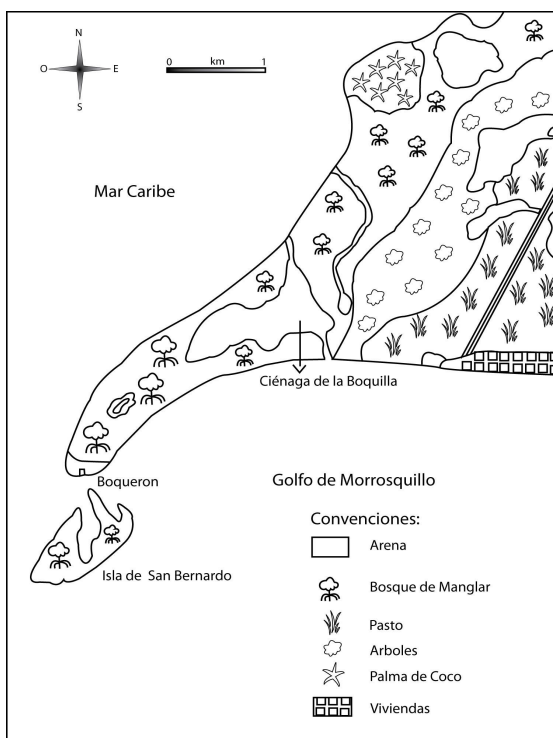 N
O
E
S
0
km
1
Mar Caribe
Ciénaga de la Boquilla
Boqueron
Golfo de Morrosquillo
Isla de San Bernardo
Convenciones:
Arena
Bosque de Manglar
Pasto
Arboles
Palma de Coco
Viviendas